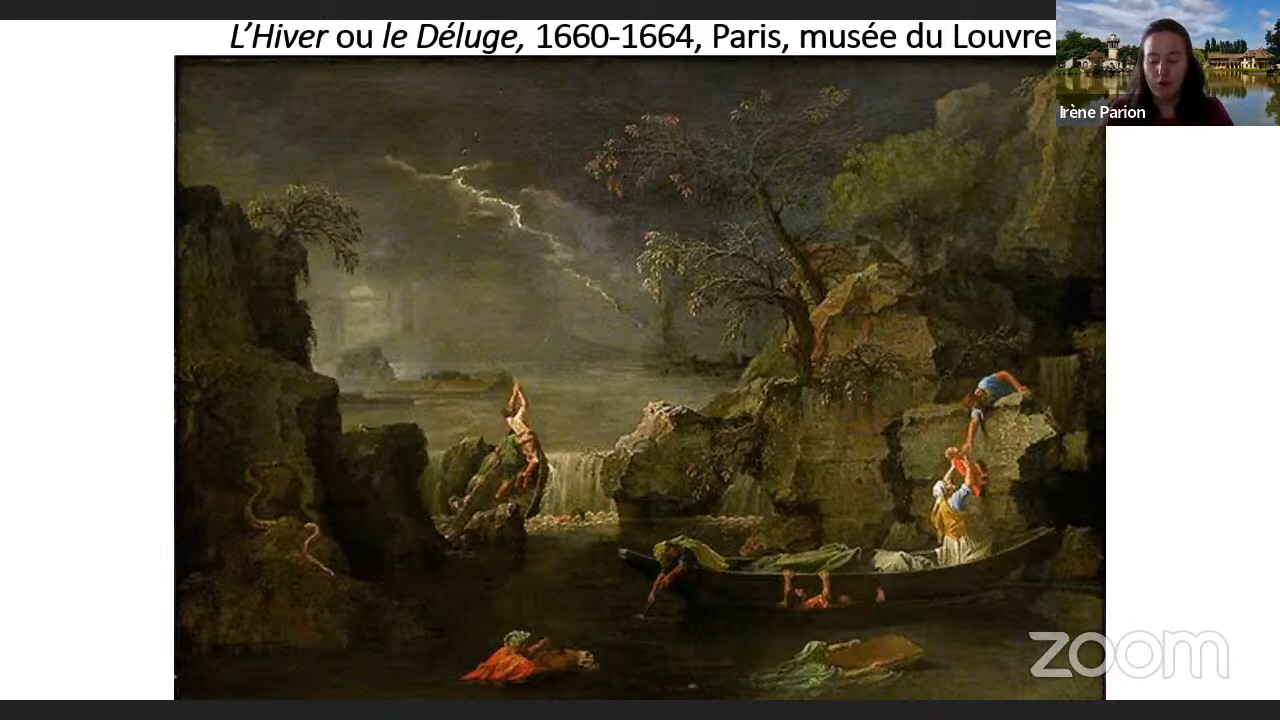 L'Hiver ou le Déluge, 1660-1664, Paris, musée du Louvre
Irène Parion
zoom